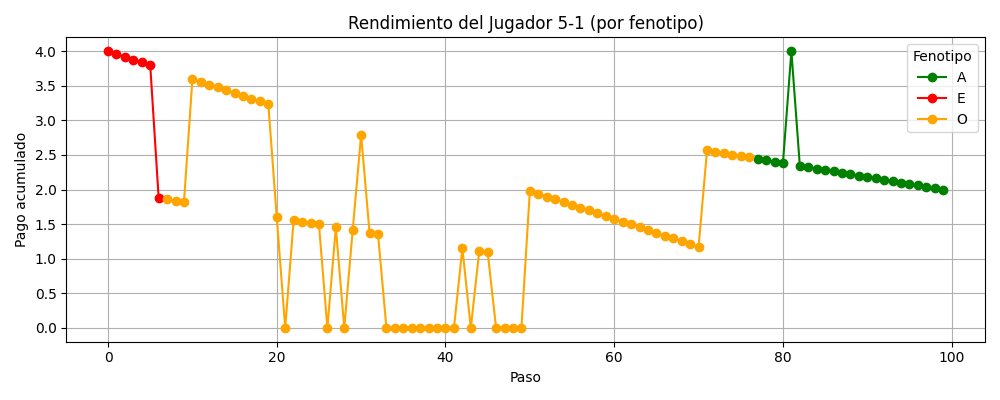 Rendimiento del Jugador 5-1 (por fenotipo)
Pago acumulado
4.0
3.5
3.0
2.5
2.0
1.5
1.0
0.5
0.0
Fenotipo
A
E
O
0
20
40
60
80
100
Paso